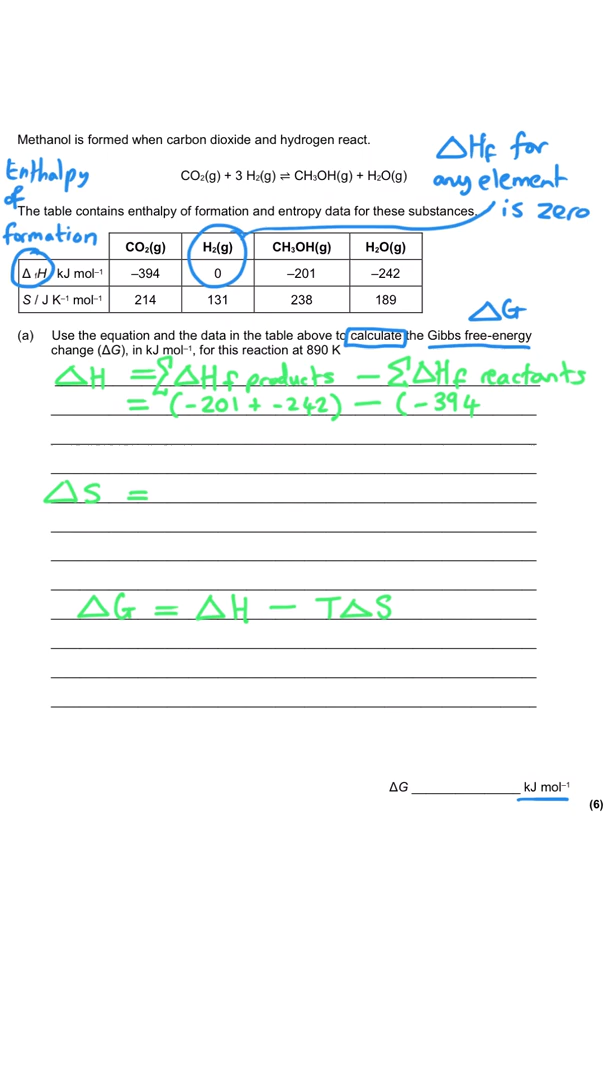 Methanol is formed when carbon dioxide and hydrogen react.
ΔHf for
any element
is zero
Enthalpy
of
formation
CO₂(g) + 3 H₂(g) ⇌ CH₃OH(g) + H₂O(g)
The table contains enthalpy of formation and entropy data for these substances.
CO₂(g) H₂(g) CH₃OH(g) H₂O(g)
Δ fH / kJ mol⁻¹ –394 0 –201 –242
S / J K⁻¹ mol⁻¹ 214 131 238 189
ΔG
(a) Use the equation and the data in the table above to calculate the Gibbs free-energy
change (ΔG), in kJ mol⁻¹, for this reaction at 890 K
ΔH = ΣΔHf products – ΣΔHf reactants
= (-201 + -242) – (-394
ΔS =
ΔG = ΔH – TΔS
ΔG _______________ kJ mol⁻¹
(6)